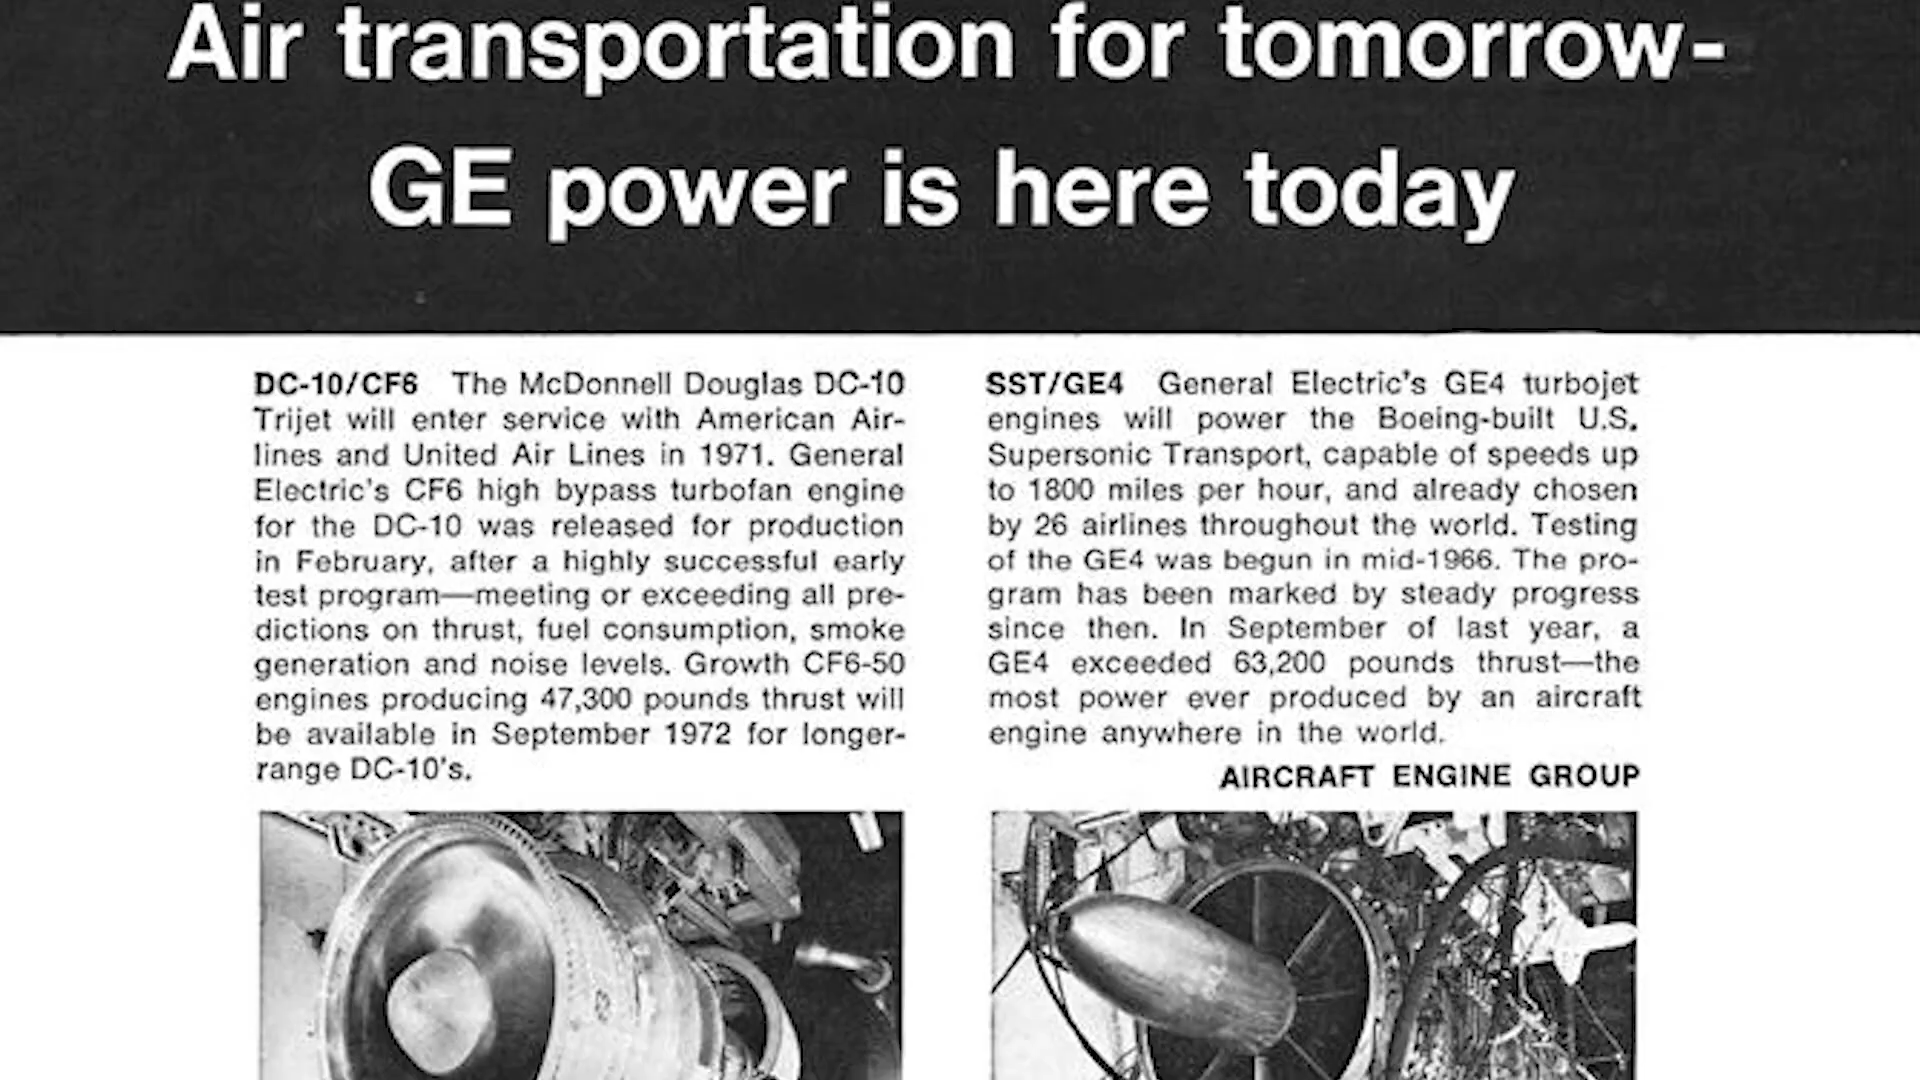 Air transportation for tomorrow-
GE power is here today
DC-10/CF6 The McDonnell Douglas DC-10
Trijet will enter service with American Air-
lines and United Air Lines in 1971. General
Electric's CF6 high bypass turbofan engine
for the DC-10 was released for production
in February, after a highly successful early
test program—meeting or exceeding all pre-
dictions on thrust, fuel consumption, smoke
generation and noise levels. Growth CF6-50
engines producing 47,300 pounds thrust will
be available in September 1972 for longer-
range DC-10's.
SST/GE4 General Electric's GE4 turbojet
engines will power the Boeing-built U.S.
Supersonic Transport, capable of speeds up
to 1800 miles per hour, and already chosen
by 26 airlines throughout the world. Testing
of the GE4 was begun in mid-1966. The pro-
gram has been marked by steady progress
since then. In September of last year, a
GE4 exceeded 63,200 pounds thrust—the
most power ever produced by an aircraft
engine anywhere in the world.
AIRCRAFT ENGINE GROUP